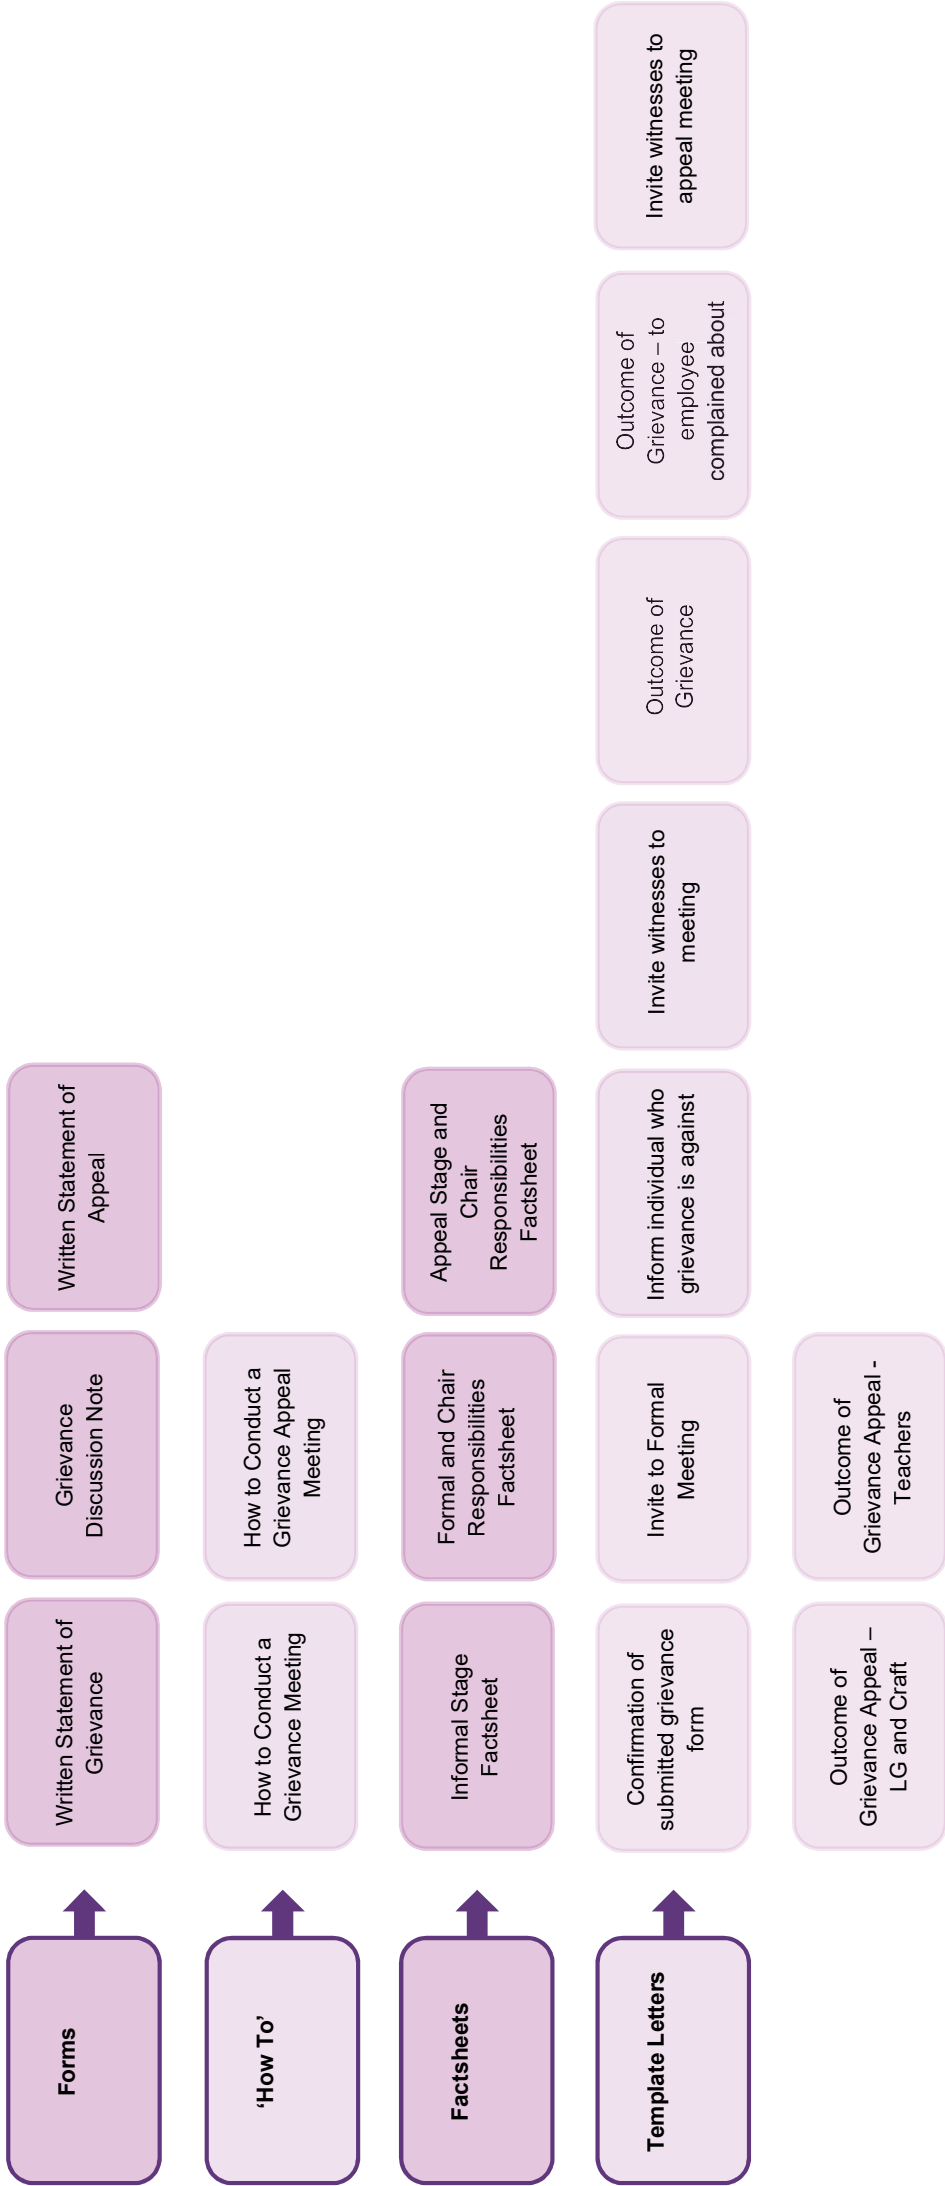 Forms
Written Statement of
Grievance
Grievance
Discussion Note
Written Statement of
Appeal
‘How To’
How to Conduct a
Grievance Meeting
How to Conduct a
Grievance Appeal
Meeting
Factsheets
Informal Stage
Factsheet
Formal and Chair
Responsibilities
Factsheet
Appeal Stage and
Chair
Responsibilities
Factsheet
Template Letters
Confirmation of
submitted grievance
form
Invite to Formal
Meeting
Inform individual who
grievance is against
Invite witnesses to
meeting
Outcome of
Grievance
Outcome of
Grievance – to
employee
complained about
Invite witnesses to
appeal meeting
Outcome of
Grievance Appeal –
LG and Craft
Outcome of
Grievance Appeal -
Teachers